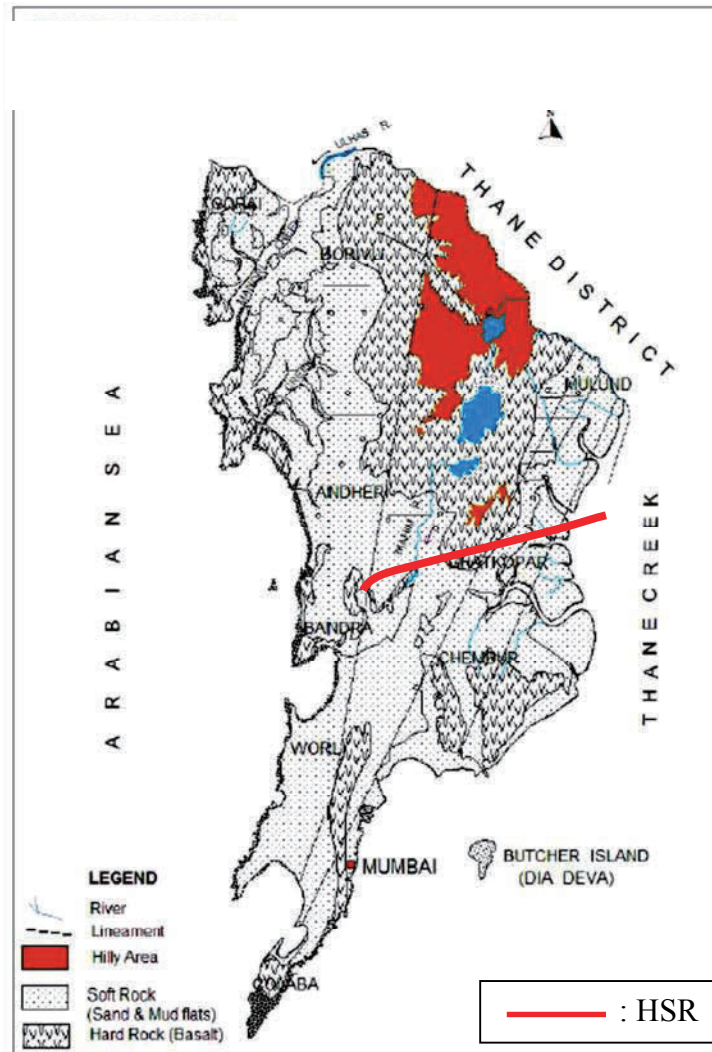 ULHAS R.
GORAI
BORIVLI
THANE DISTRICT
MULUND
ARABIAN SEA
ANDHERI
MAHIM R.
GHATKOPAR
BANDRA
CHEMBUR
THANE CREEK
WORLI
MUMBAI
BUTCHER ISLAND
(DIA DEVA)
COLABA
LEGEND
River
Lineament
Hilly Area
Soft Rock
(Sand & Mud flats)
Hard Rock (Basalt)
: HSR